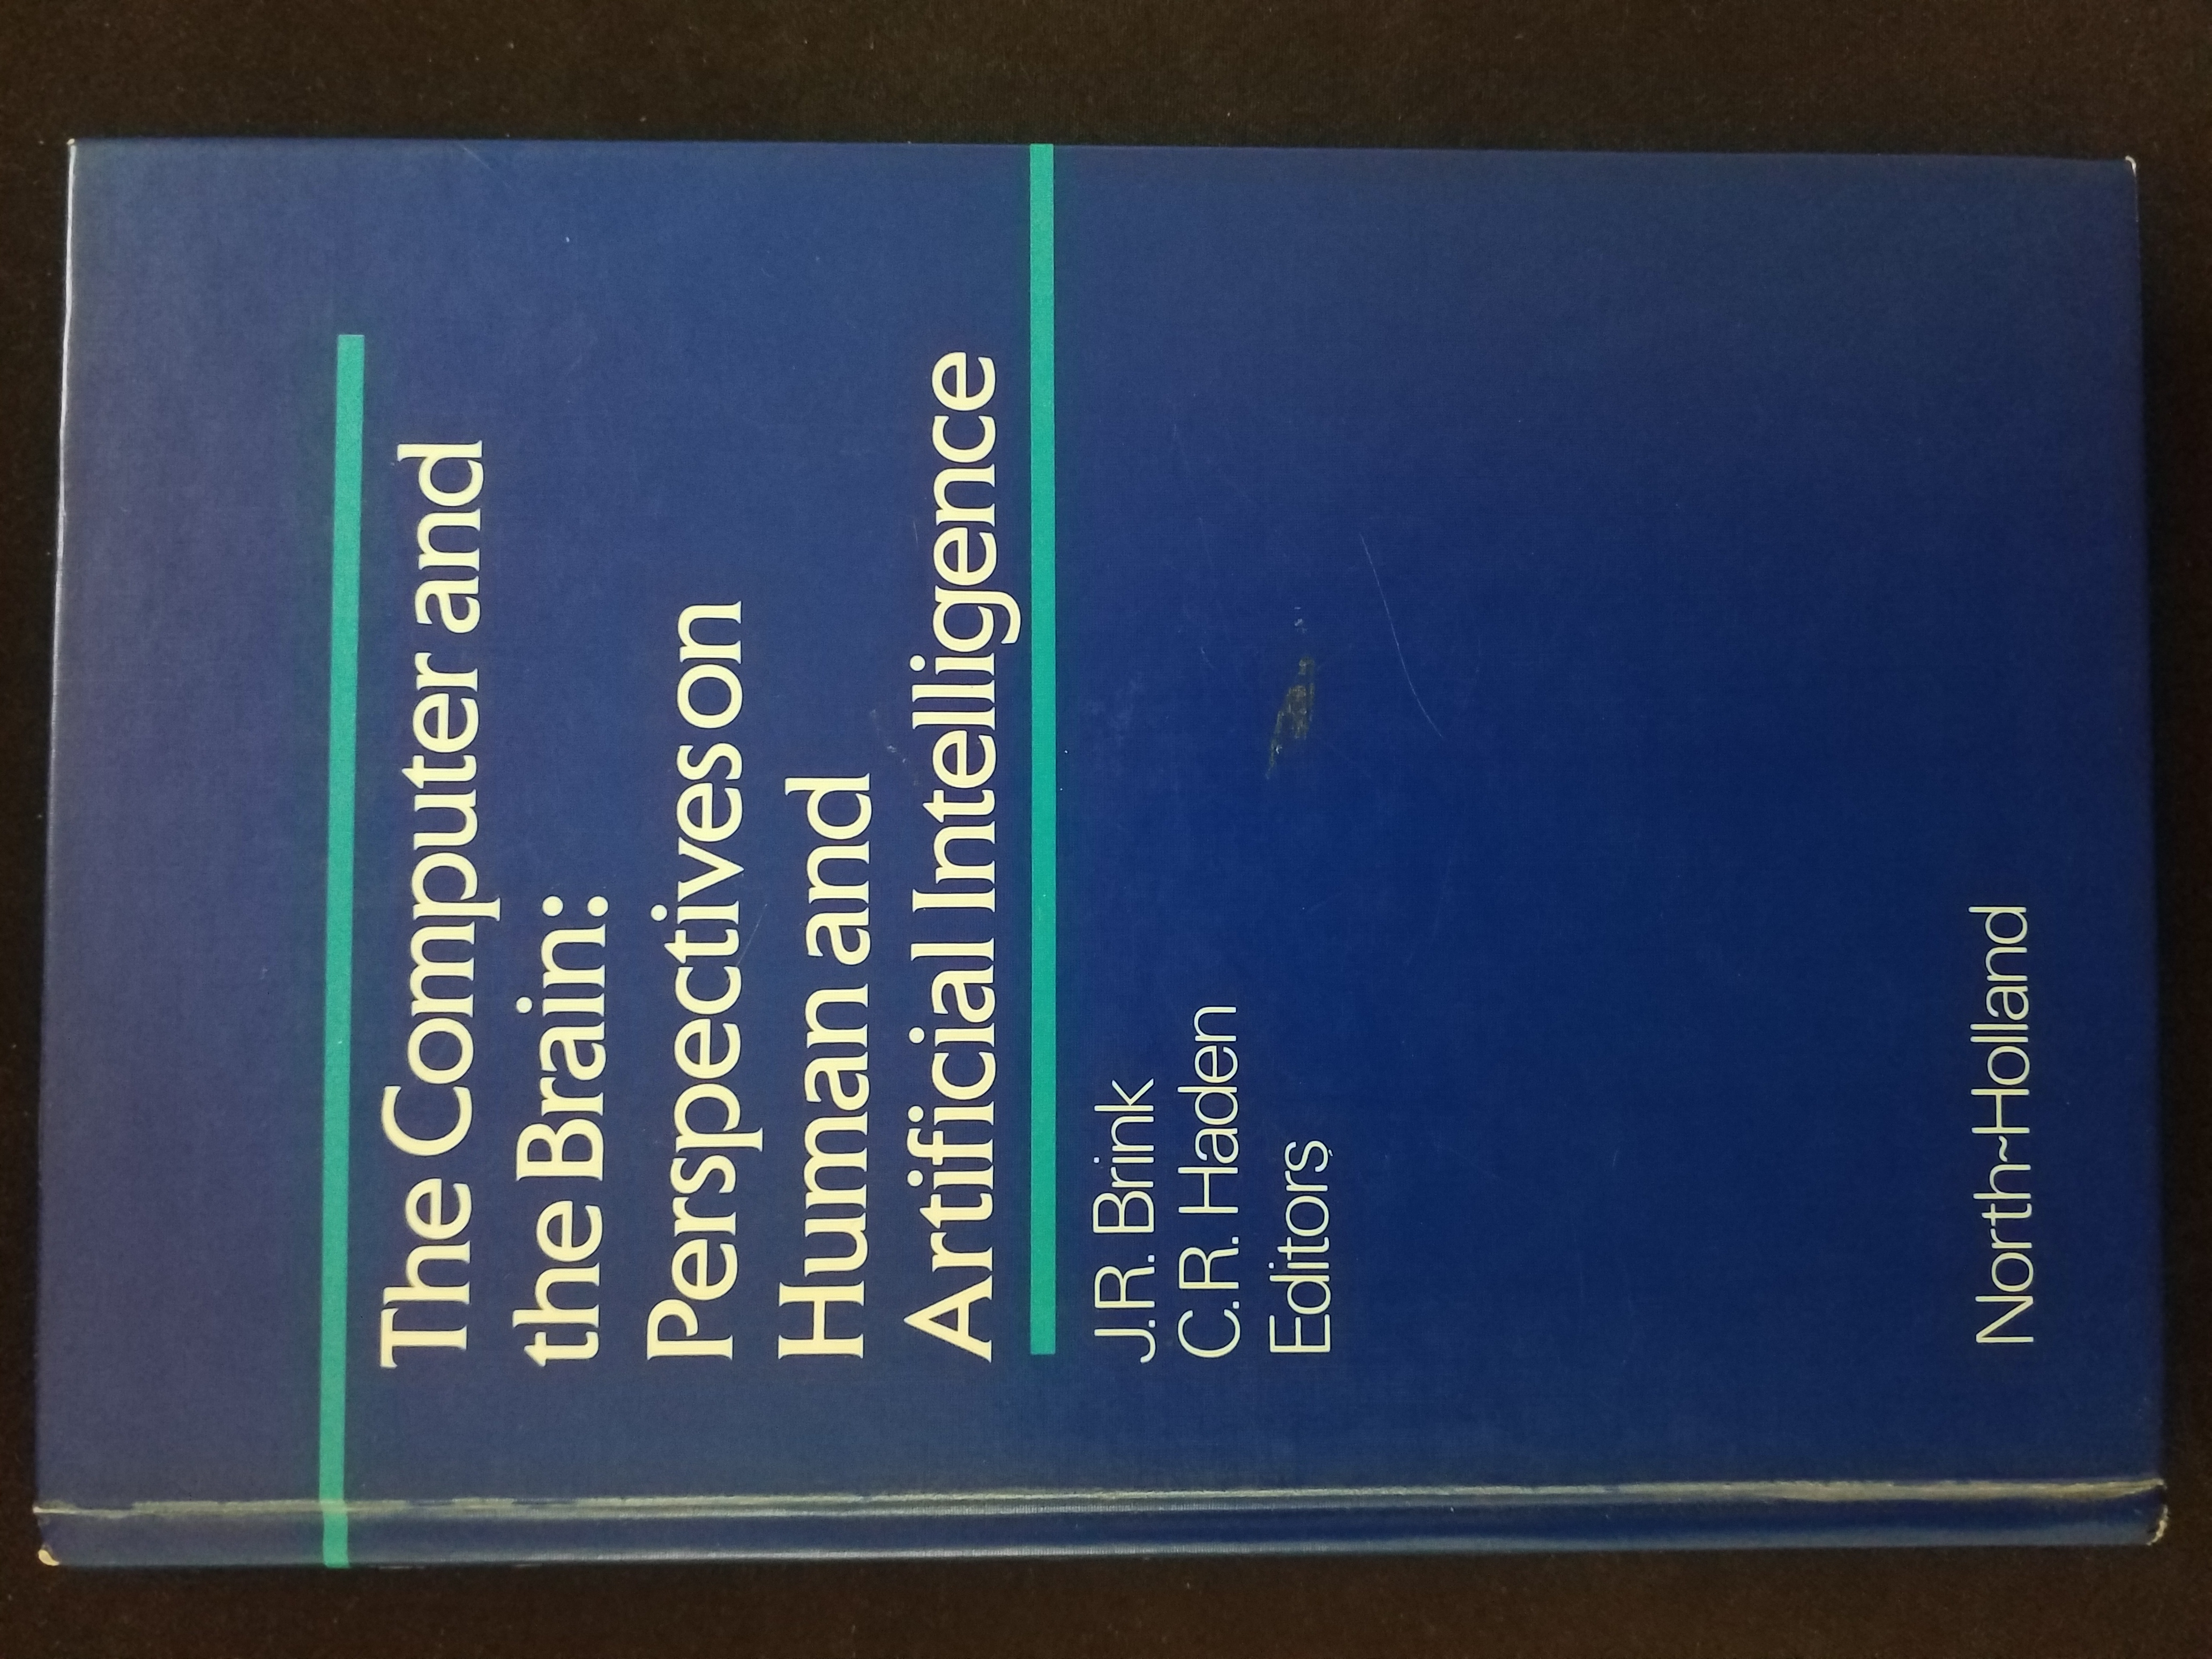 The Computer and
the Brain:
Perspectives on
Human and
Artificial Intelligence
J.R. Brink
C.R. Haden
Editors
North~Holland